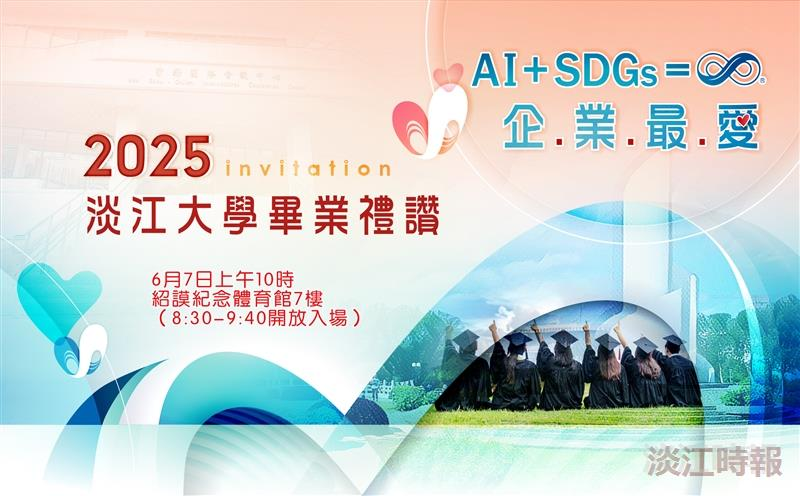 AI+SDGs=∞
企.業.最.愛
2025 invitation
淡江大學畢業禮讚
6月7日上午10時
紹謨紀念體育館7樓
（8:30-9:40開放入場）
淡江時報